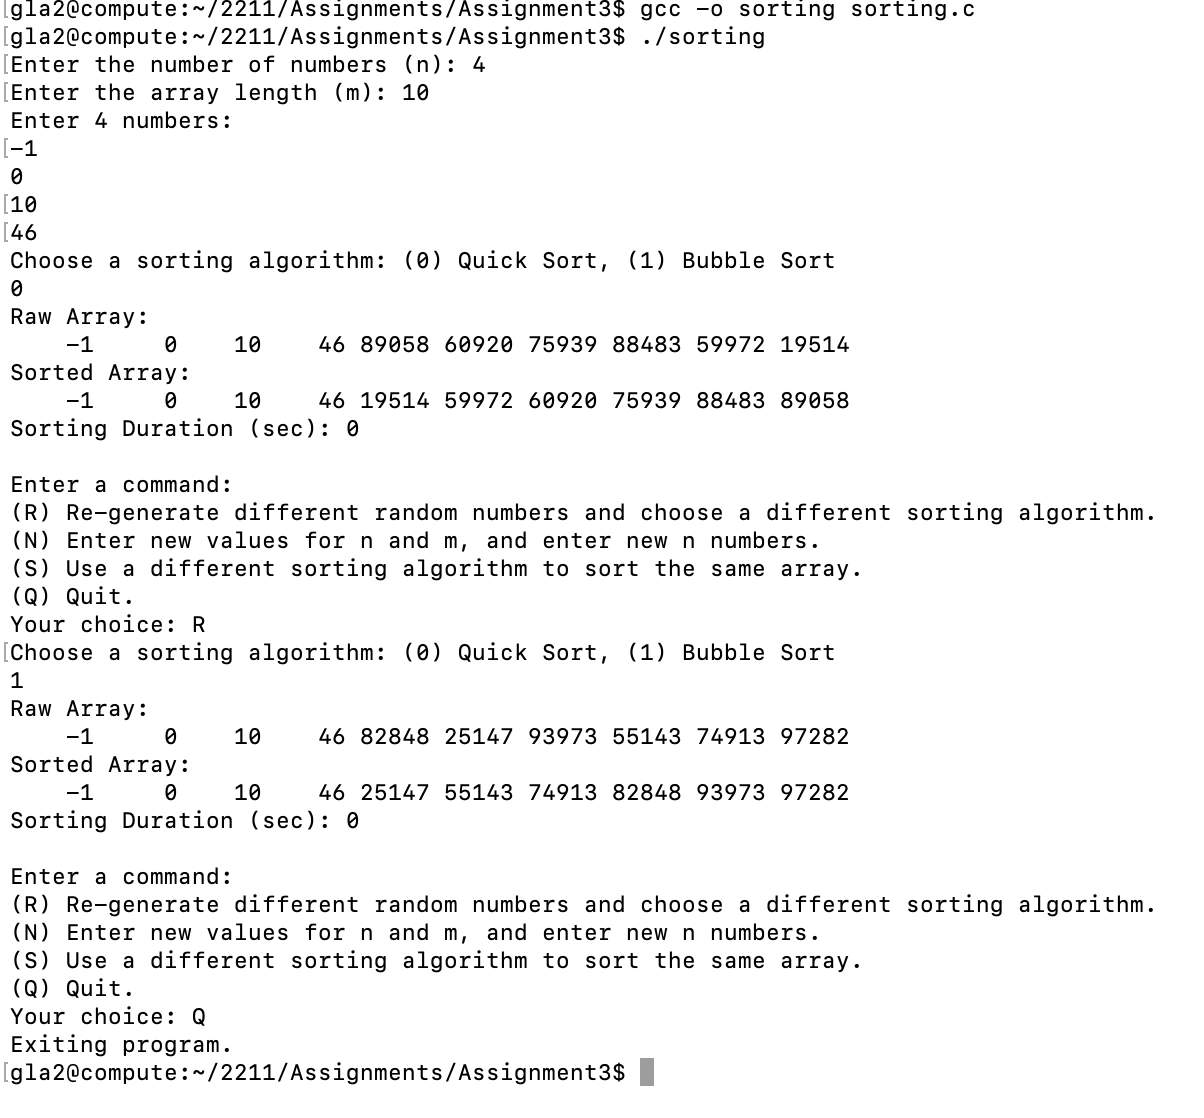 [gla2@compute:~/2211/Assignments/Assignment3$ gcc -o sorting sorting.c
[gla2@compute:~/2211/Assignments/Assignment3$ ./sorting
[Enter the number of numbers (n): 4
[Enter the array length (m): 10
Enter 4 numbers:
[-1
0
[10
[46
Choose a sorting algorithm: (0) Quick Sort, (1) Bubble Sort
0
Raw Array:
    -1     0    10    46 89058 60920 75939 88483 59972 19514
Sorted Array:
    -1     0    10    46 19514 59972 60920 75939 88483 89058
Sorting Duration (sec): 0

Enter a command:
(R) Re-generate different random numbers and choose a different sorting algorithm.
(N) Enter new values for n and m, and enter new n numbers.
(S) Use a different sorting algorithm to sort the same array.
(Q) Quit.
Your choice: R
[Choose a sorting algorithm: (0) Quick Sort, (1) Bubble Sort
1
Raw Array:
    -1     0    10    46 82848 25147 93973 55143 74913 97282
Sorted Array:
    -1     0    10    46 25147 55143 74913 82848 93973 97282
Sorting Duration (sec): 0

Enter a command:
(R) Re-generate different random numbers and choose a different sorting algorithm.
(N) Enter new values for n and m, and enter new n numbers.
(S) Use a different sorting algorithm to sort the same array.
(Q) Quit.
Your choice: Q
Exiting program.
[gla2@compute:~/2211/Assignments/Assignment3$